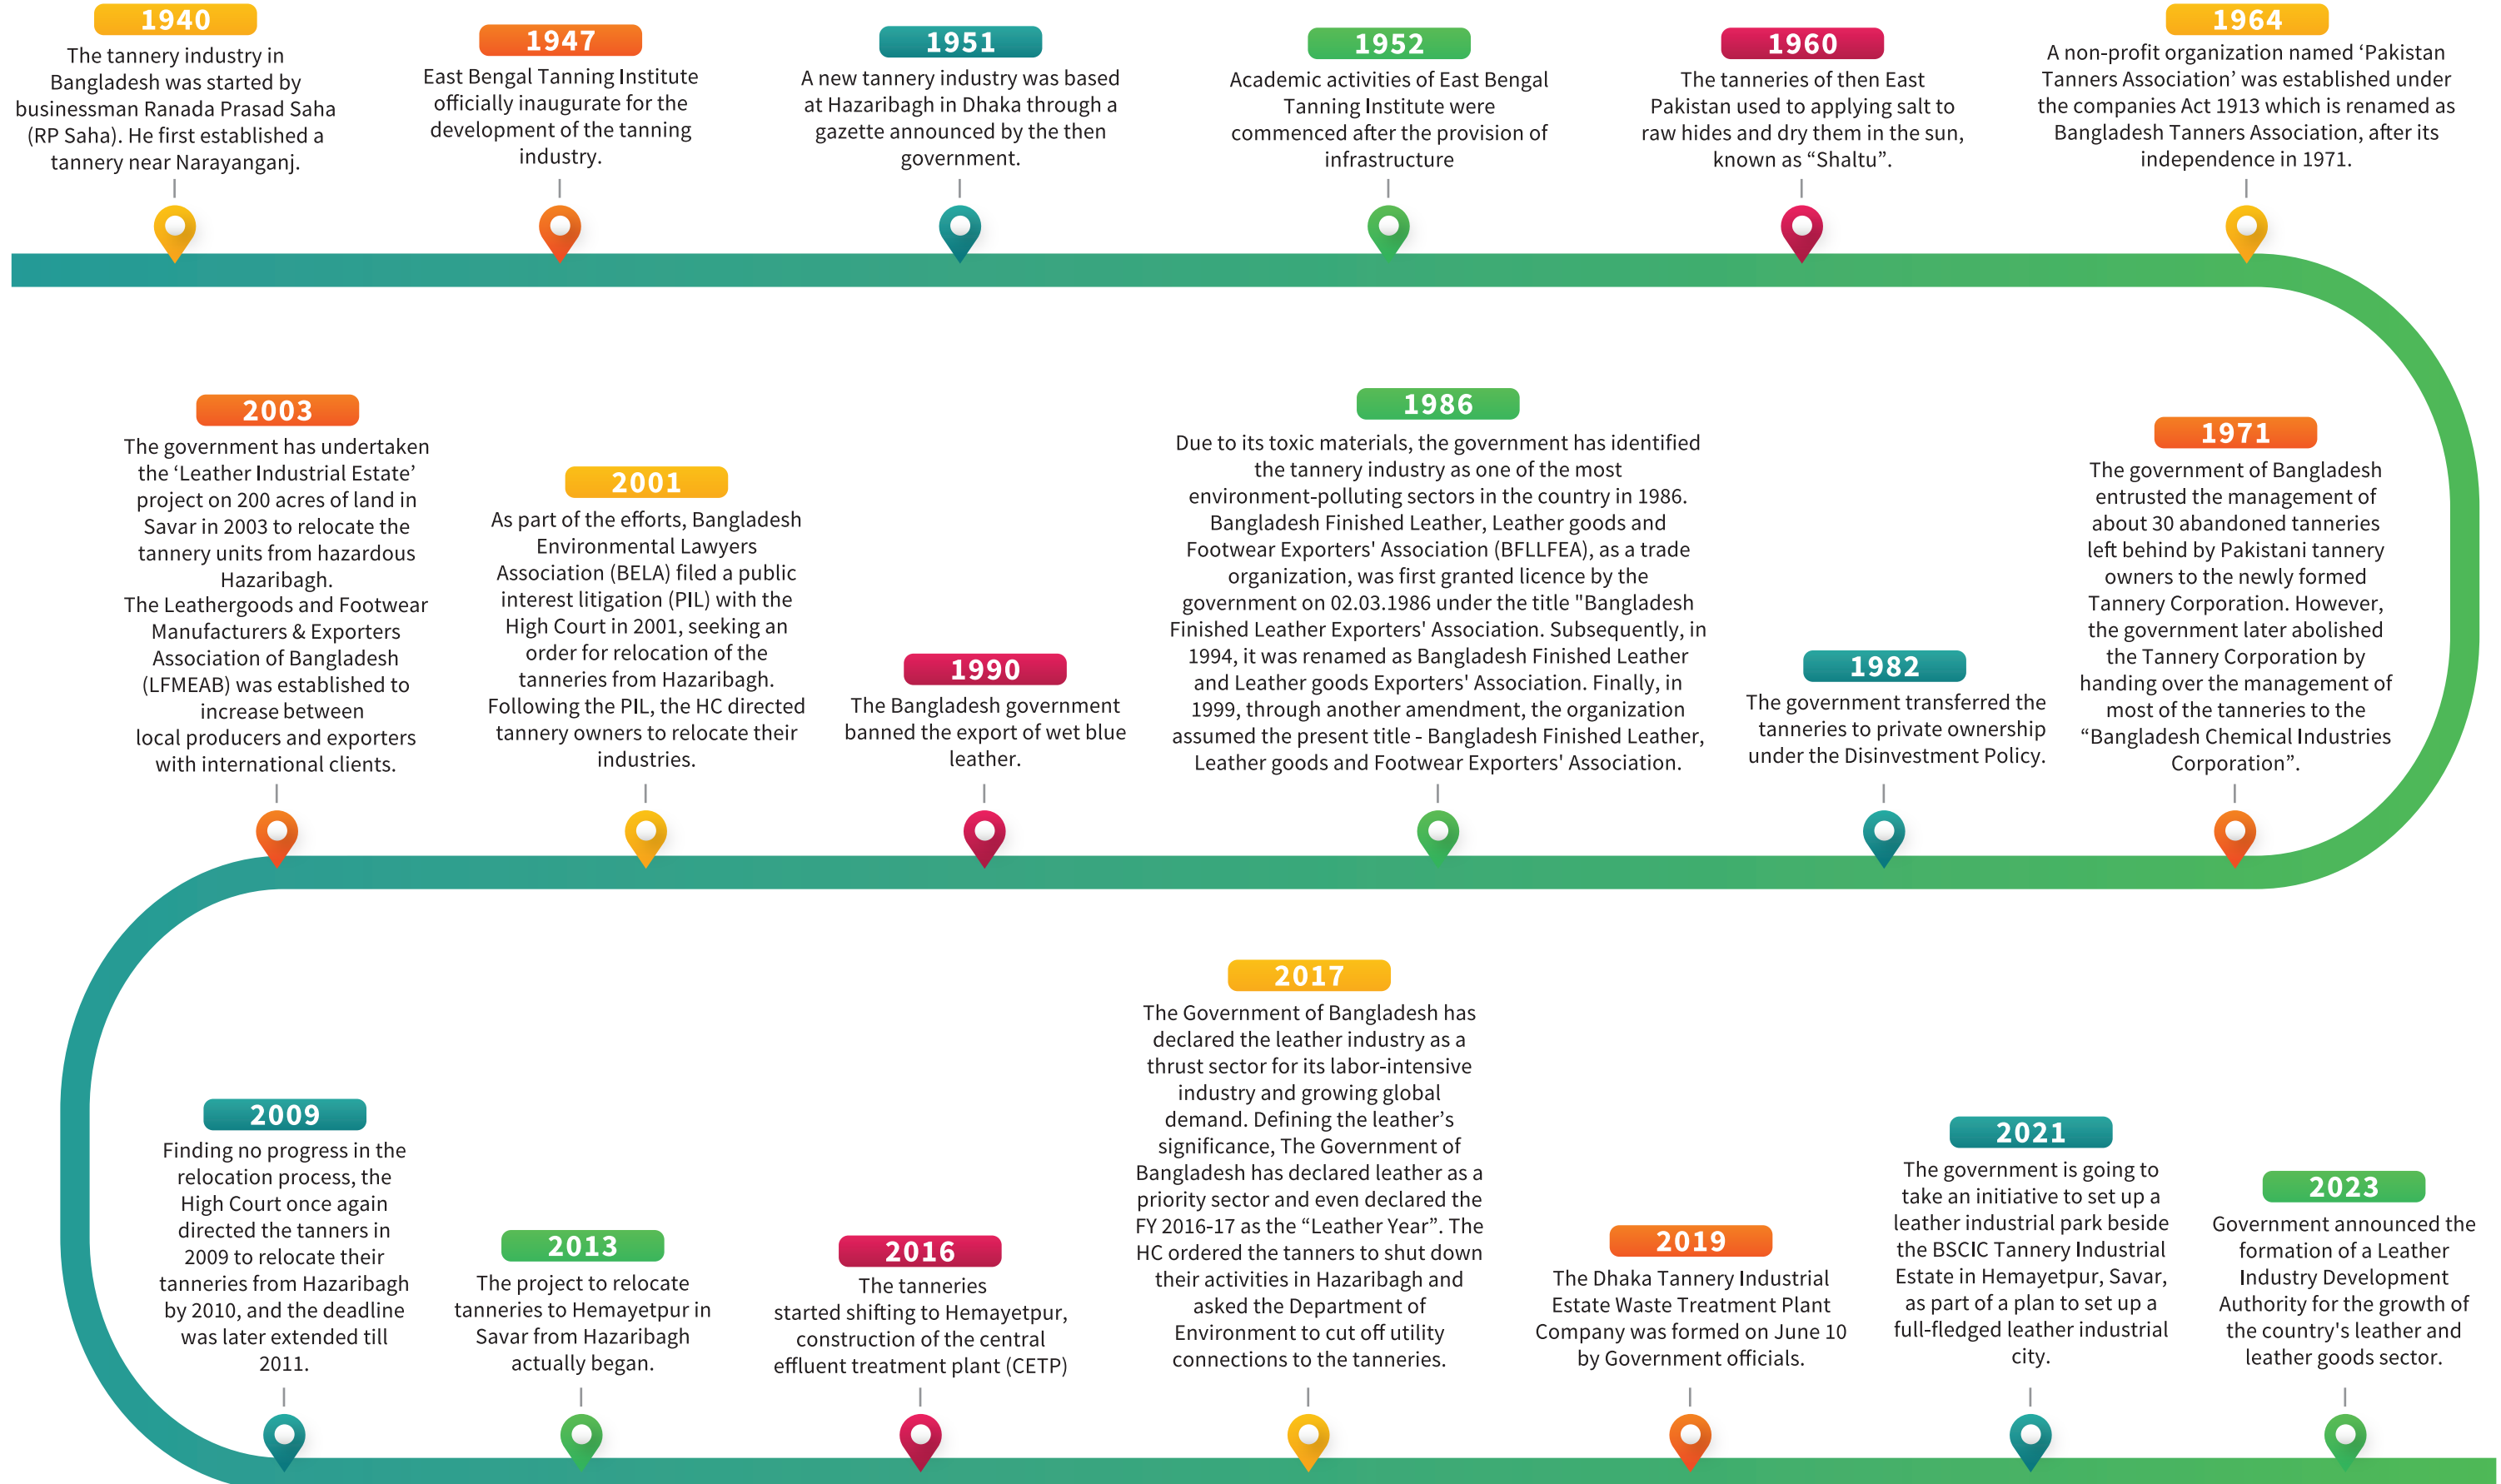 1940
The tannery industry in
Bangladesh was started by
businessman Ranada Prasad Saha
(RP Saha). He first established a
tannery near Narayanganj.
1947
East Bengal Tanning Institute
officially inaugurate for the
development of the tanning
industry.
1951
A new tannery industry was based
at Hazaribagh in Dhaka through a
gazette announced by the then
government.
1952
Academic activities of East Bengal
Tanning Institute were
commenced after the provision of
infrastructure
1960
The tanneries of then East
Pakistan used to applying salt to
raw hides and dry them in the sun,
known as “Shaltu”.
1964
A non-profit organization named ‘Pakistan
Tanners Association’ was established under
the companies Act 1913 which is renamed as
Bangladesh Tanners Association, after its
independence in 1971.
1971
The government of Bangladesh
entrusted the management of
about 30 abandoned tanneries
left behind by Pakistani tannery
owners to the newly formed
Tannery Corporation. However,
the government later abolished
the Tannery Corporation by
handing over the management of
most of the tanneries to the
“Bangladesh Chemical Industries
Corporation”.
1982
The government transferred the
tanneries to private ownership
under the Disinvestment Policy.
1986
Due to its toxic materials, the government has identified
the tannery industry as one of the most
environment-polluting sectors in the country in 1986.
Bangladesh Finished Leather, Leather goods and
Footwear Exporters' Association (BFLLFEA), as a trade
organization, was first granted licence by the
government on 02.03.1986 under the title "Bangladesh
Finished Leather Exporters' Association. Subsequently, in
1994, it was renamed as Bangladesh Finished Leather
and Leather goods Exporters' Association. Finally, in
1999, through another amendment, the organization
assumed the present title - Bangladesh Finished Leather,
Leather goods and Footwear Exporters' Association.
1990
The Bangladesh government
banned the export of wet blue
leather.
2001
As part of the efforts, Bangladesh
Environmental Lawyers
Association (BELA) filed a public
interest litigation (PIL) with the
High Court in 2001, seeking an
order for relocation of the
tanneries from Hazaribagh.
Following the PIL, the HC directed
tannery owners to relocate their
industries.
2003
The government has undertaken
the ‘Leather Industrial Estate’
project on 200 acres of land in
Savar in 2003 to relocate the
tannery units from hazardous
Hazaribagh.
The Leathergoods and Footwear
Manufacturers & Exporters
Association of Bangladesh
(LFMEAB) was established to
increase between
local producers and exporters
with international clients.
2009
Finding no progress in the
relocation process, the
High Court once again
directed the tanners in
2009 to relocate their
tanneries from Hazaribagh
by 2010, and the deadline
was later extended till
2011.
2013
The project to relocate
tanneries to Hemayetpur in
Savar from Hazaribagh
actually began.
2016
The tanneries
started shifting to Hemayetpur,
construction of the central
effluent treatment plant (CETP)
2017
The Government of Bangladesh has
declared the leather industry as a
thrust sector for its labor-intensive
industry and growing global
demand. Defining the leather’s
significance, The Government of
Bangladesh has declared leather as a
priority sector and even declared the
FY 2016-17 as the “Leather Year”. The
HC ordered the tanners to shut down
their activities in Hazaribagh and
asked the Department of
Environment to cut off utility
connections to the tanneries.
2019
The Dhaka Tannery Industrial
Estate Waste Treatment Plant
Company was formed on June 10
by Government officials.
2021
The government is going to
take an initiative to set up a
leather industrial park beside
the BSCIC Tannery Industrial
Estate in Hemayetpur, Savar,
as part of a plan to set up a
full-fledged leather industrial
city.
2023
Government announced the
formation of a Leather
Industry Development
Authority for the growth of
the country's leather and
leather goods sector.